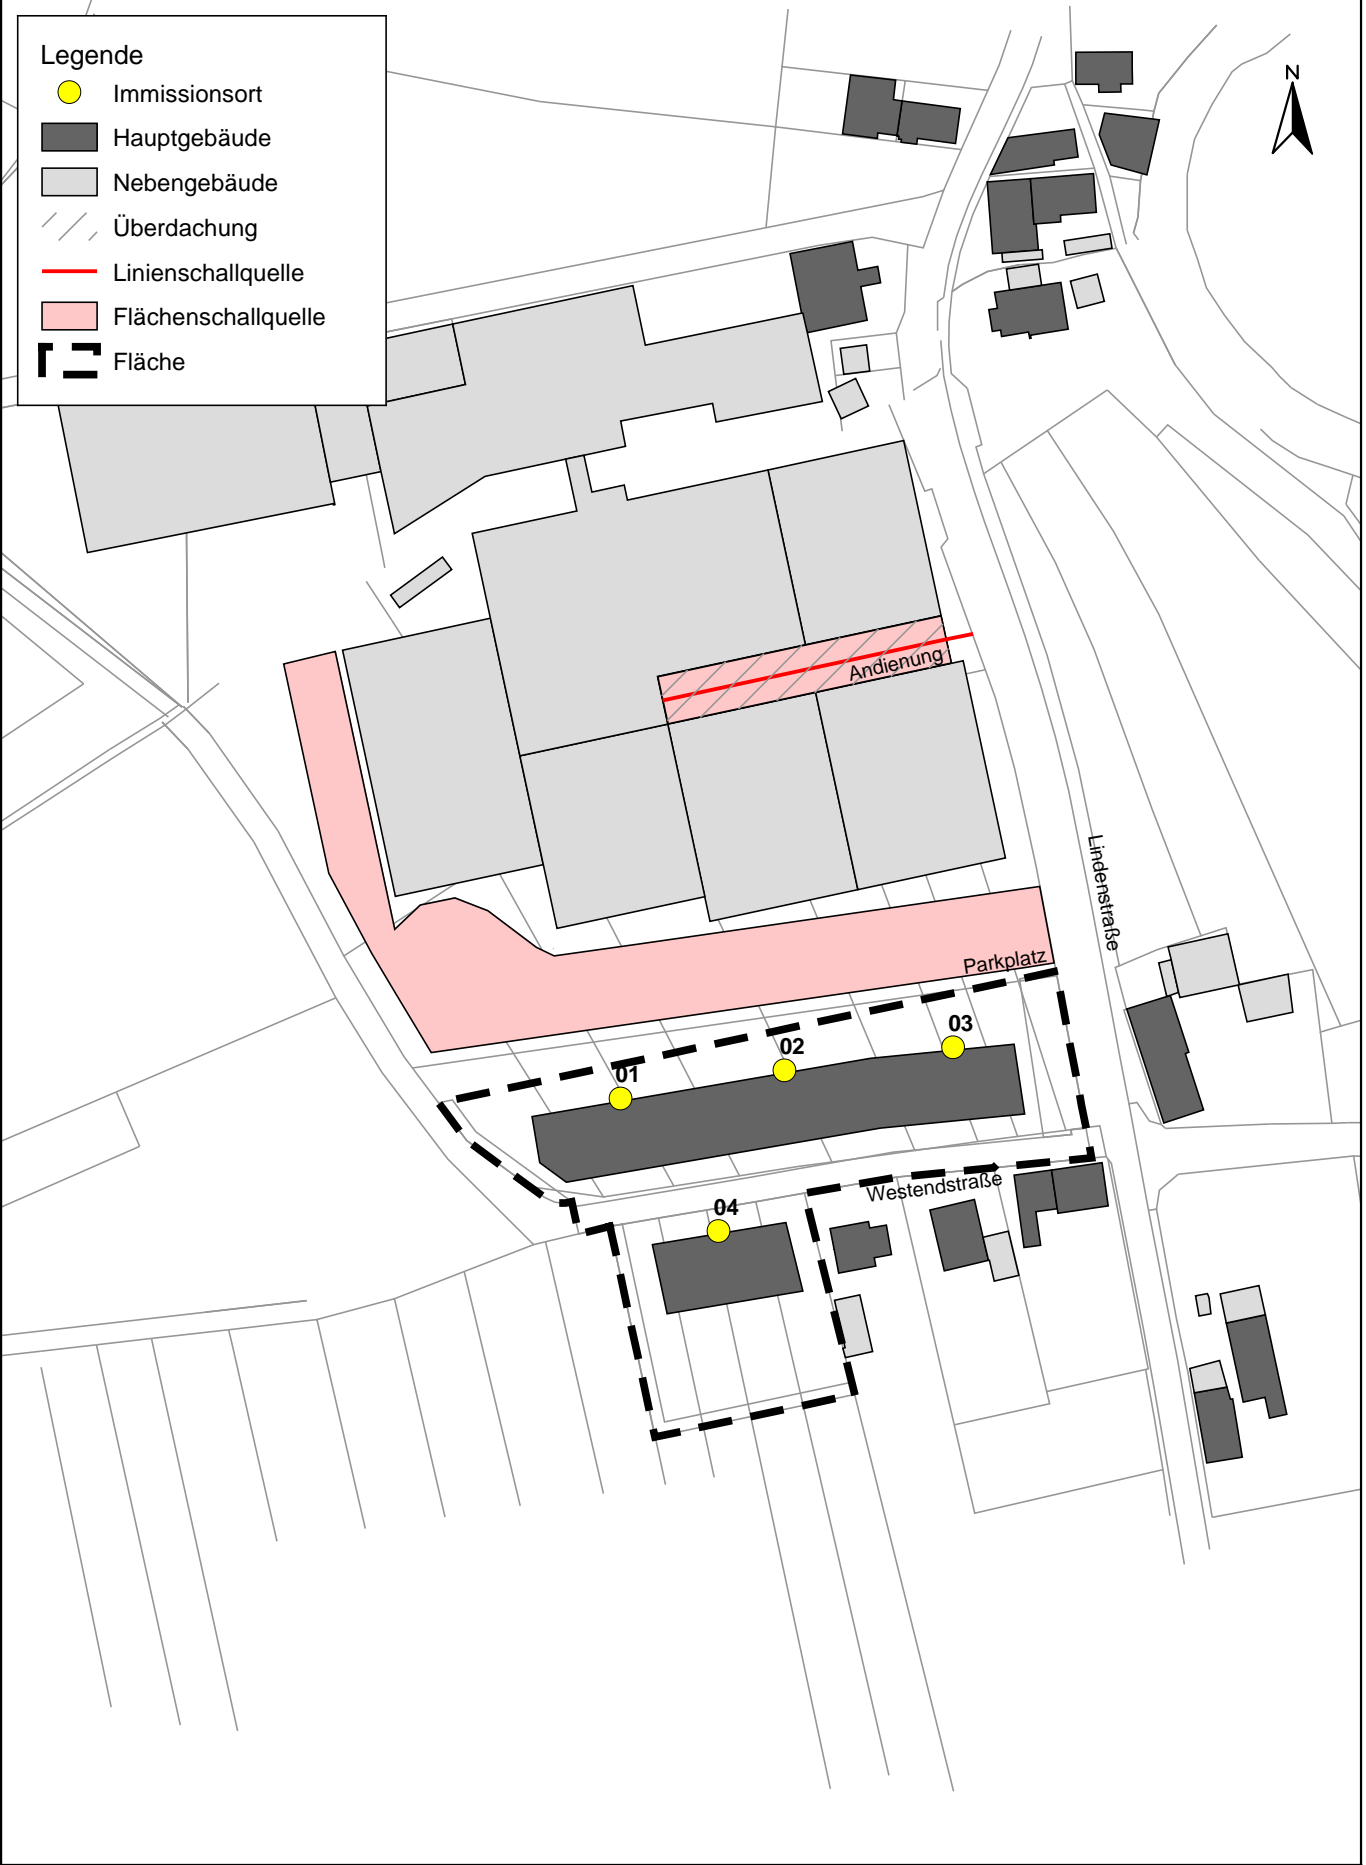 Legende
Immissionsort
Hauptgebäude
Nebengebäude
Überdachung
Linienschallquelle
Flächenschallquelle
Fläche
N
Andienung
Lindenstraße
Parkplatz
03
02
01
Westendstraße
04